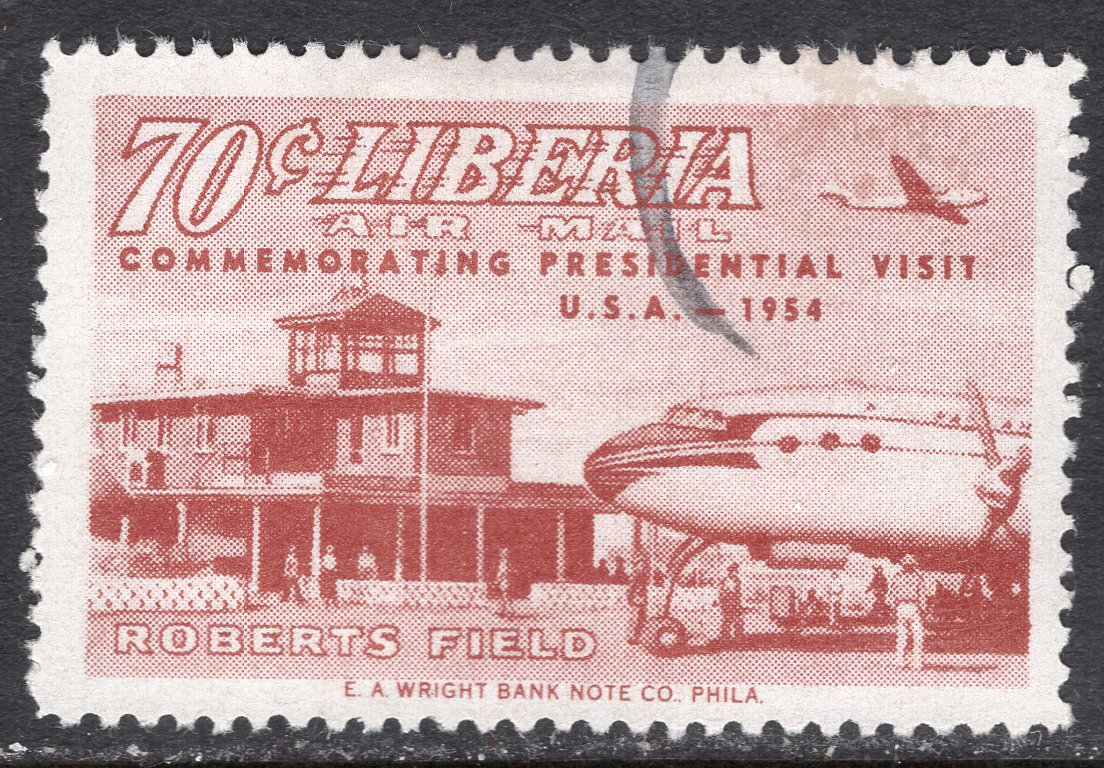 70¢ LIBERIA
AIR MAIL
COMMEMORATING PRESIDENTIAL VISIT
U.S.A. — 1954
ROBERTS FIELD
E. A. WRIGHT BANK NOTE CO., PHILA.